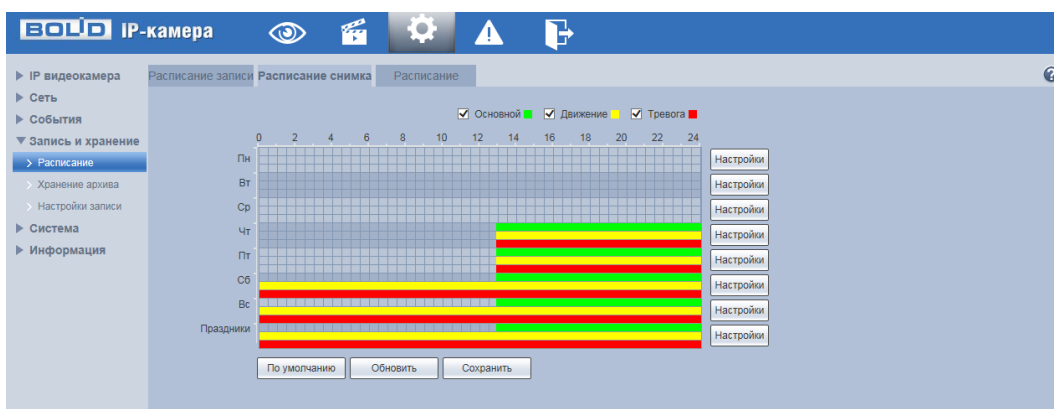 BOLID IP-камера
Расписание записи Расписание снимка Расписание
IP видеокамера
Сеть
События
Запись и хранение
Расписание
Хранение архива
Настройки записи
Система
Информация
Основной Движение Тревога
0 2 4 6 8 10 12 14 16 18 20 22 24
Пн Настройки
Вт Настройки
Ср Настройки
Чт Настройки
Пт Настройки
Сб Настройки
Вс Настройки
Праздники Настройки
По умолчанию Обновить Сохранить